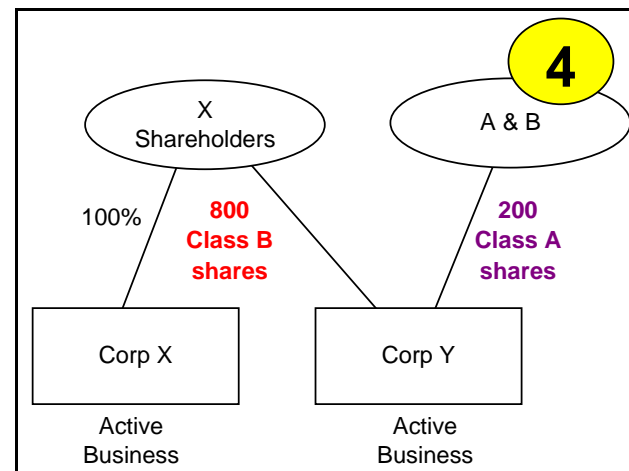 4
X
Shareholders
A & B
100%
800
Class B
shares
200
Class A
shares
Corp X
Corp Y
Active
Business
Active
Business